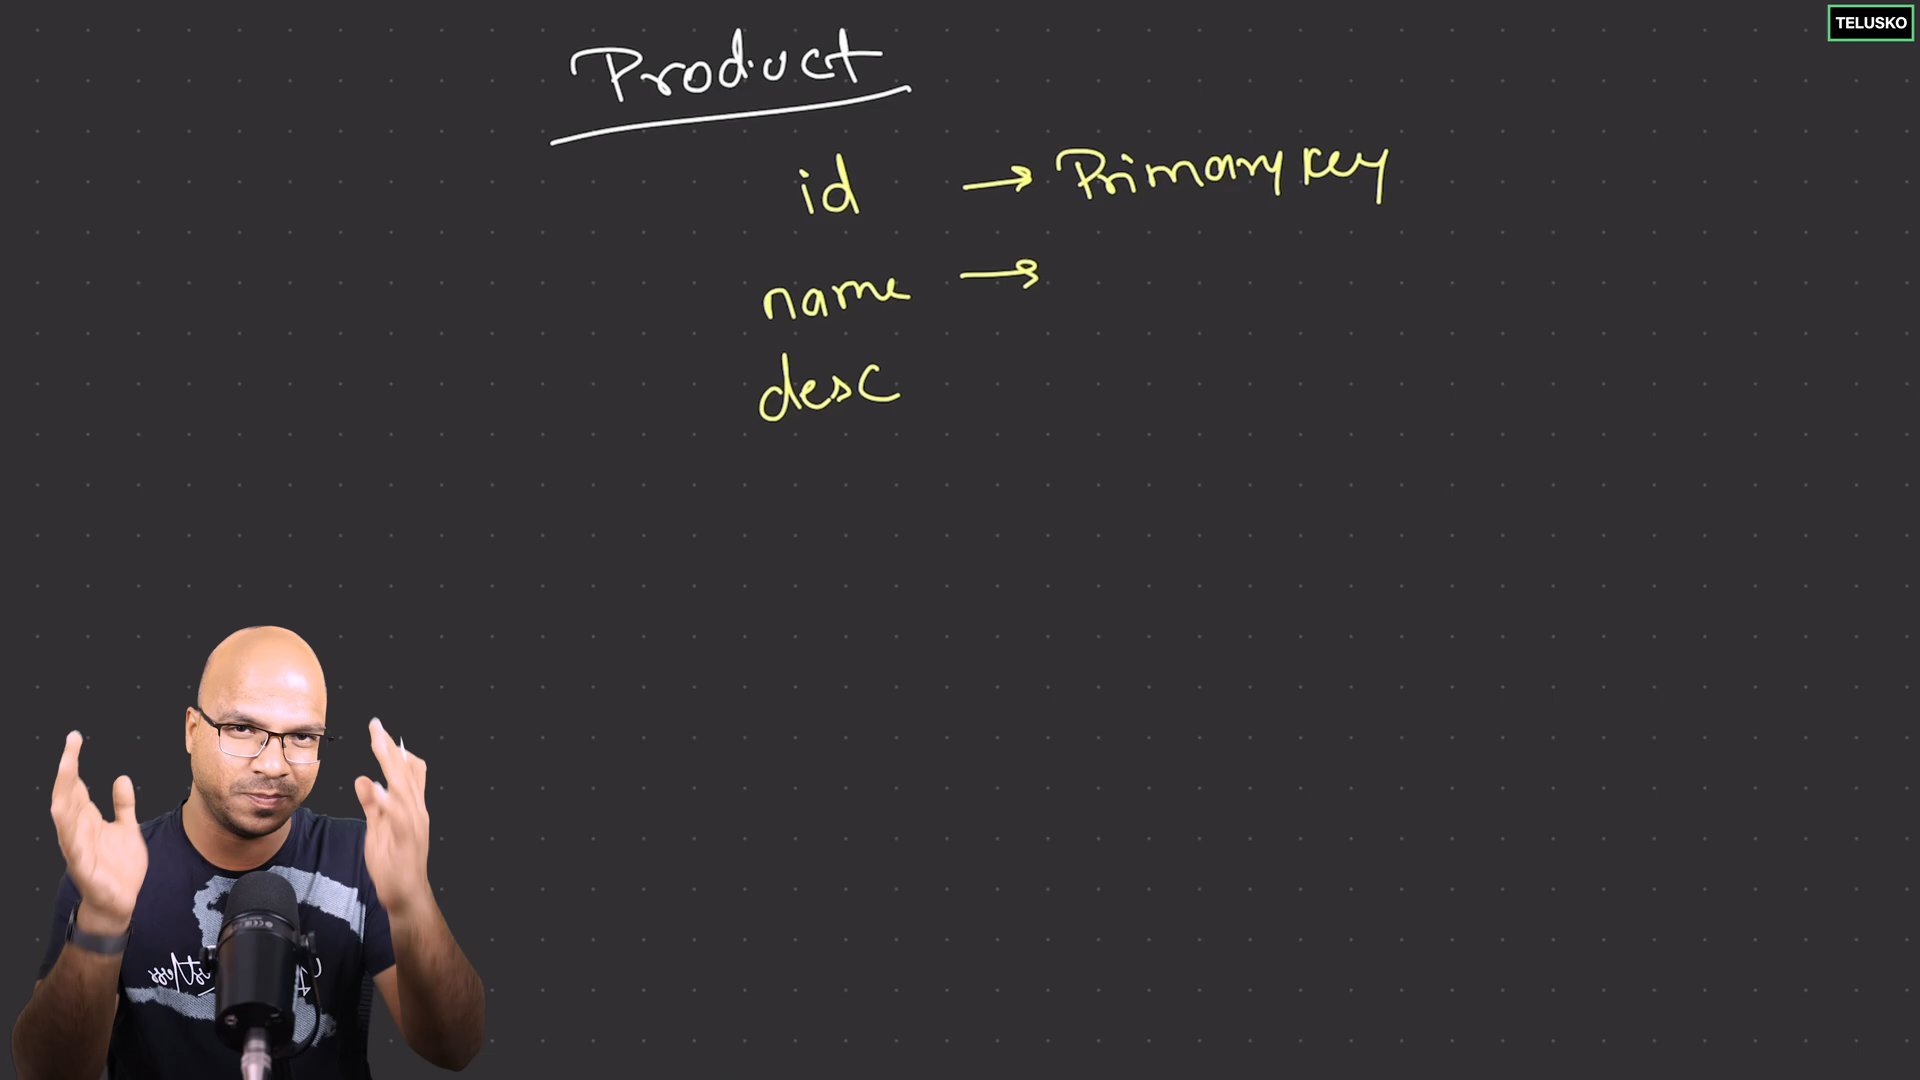 TELUSKO
Product
id → Primary key
name →
desc